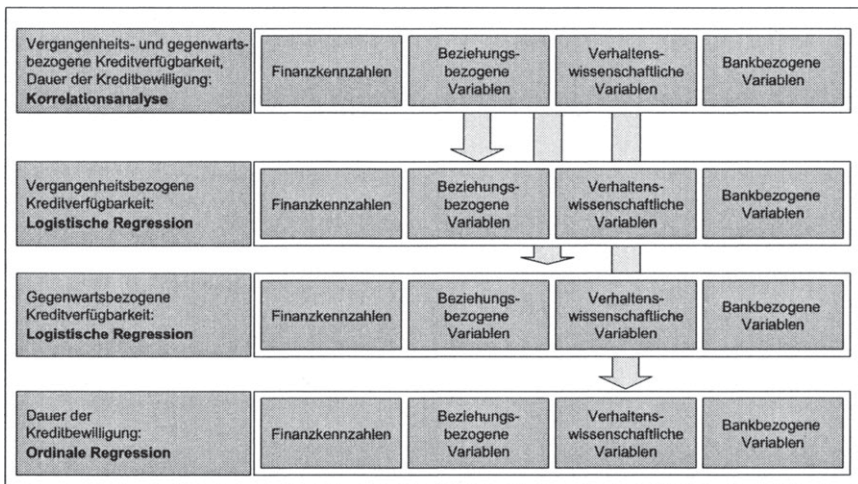 Vergangenheits- und gegenwarts-
bezogene Kreditverfügbarkeit,
Dauer der Kreditbewilligung:
Korrelationsanalyse
Finanzkennzahlen
Beziehungs-
bezogene
Variablen
Verhaltens-
wissenschaftliche
Variablen
Bankbezogene
Variablen
Vergangenheitsbezogene
Kreditverfügbarkeit:
Logistische Regression
Finanzkennzahlen
Beziehungs-
bezogene
Variablen
Verhaltens-
wissenschaftliche
Variablen
Bankbezogene
Variablen
Gegenwartsbezogene
Kreditverfügbarkeit:
Logistische Regression
Finanzkennzahlen
Beziehungs-
bezogene
Variablen
Verhaltens-
wissenschaftliche
Variablen
Bankbezogene
Variablen
Dauer der
Kreditbewilligung:
Ordinale Regression
Finanzkennzahlen
Beziehungs-
bezogene
Variablen
Verhaltens-
wissenschaftliche
Variablen
Bankbezogene
Variablen